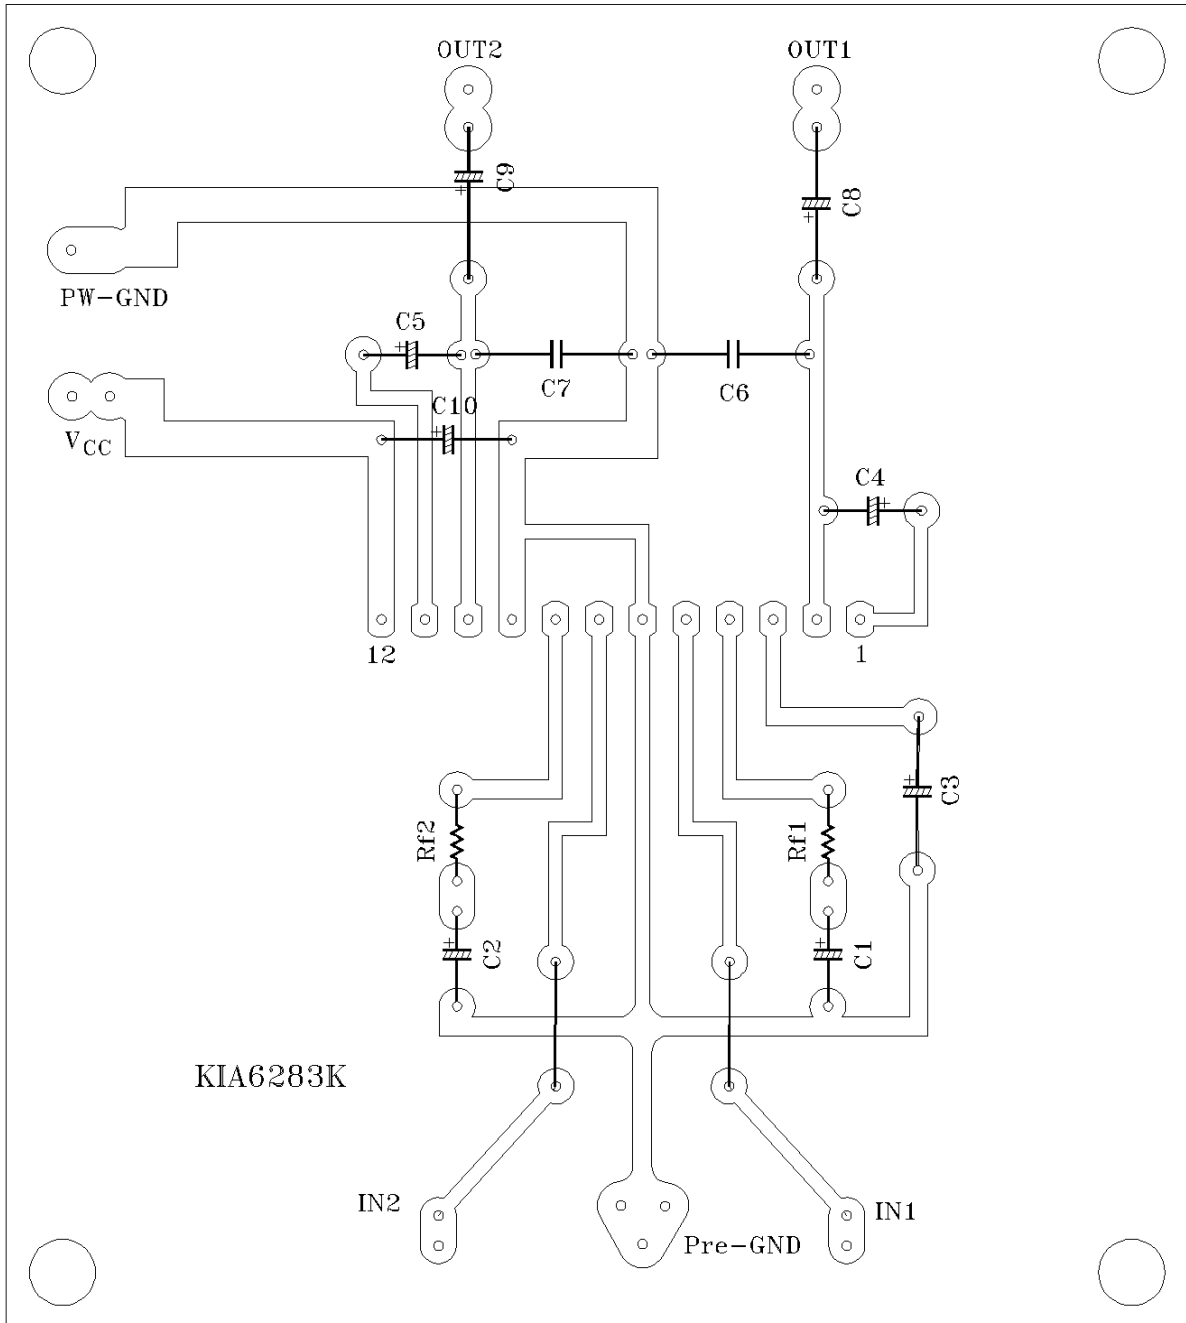 OUT2
OUT1
C9
C8
PW-GND
C5
C7
C6
C10
VCC
C4
12
1
C3
Rf2
Rf1
C2
C1
KIA6283K
IN2
IN1
Pre-GND